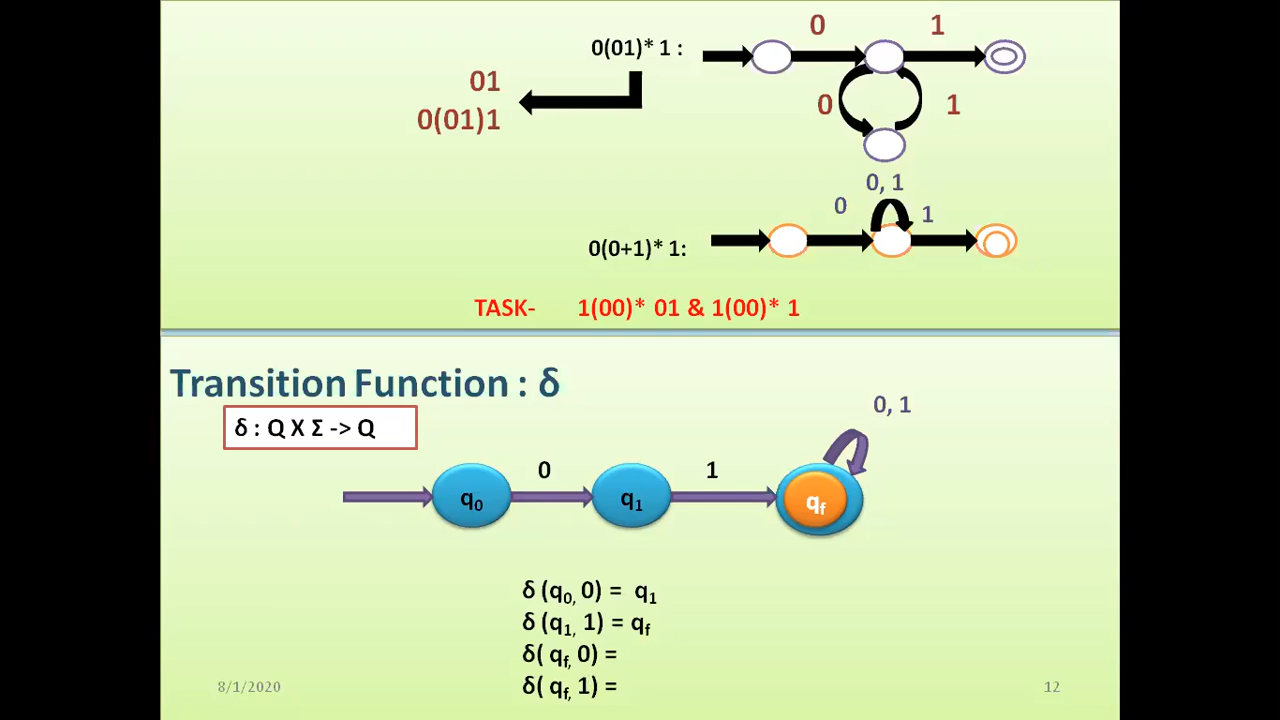 0(01)* 1 :
0 1
01
0(01)1
0 1
0, 1
0 1
0(0+1)* 1:
TASK- 1(00)* 01 & 1(00)* 1
Transition Function : δ
δ : Q X Σ -> Q
0, 1
0 1
q0 q1 qf
δ (q0, 0) = q1
δ (q1, 1) = qf
δ( qf, 0) =
δ( qf, 1) =
8/1/2020 12